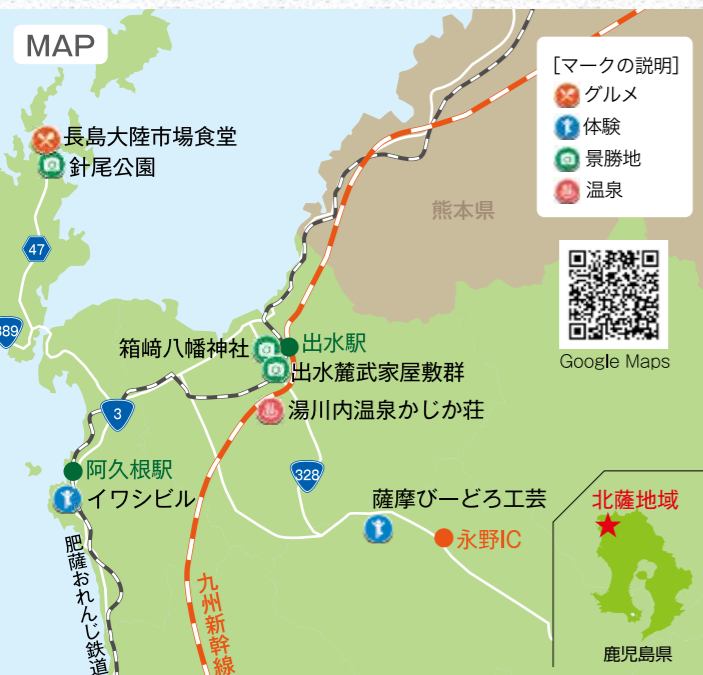 MAP
[マークの説明]
グルメ
体験
景勝地
温泉
長島大陸市場食堂
針尾公園
熊本県
47
389
Google Maps
箱﨑八幡神社
出水駅
出水麓武家屋敷群
湯川内温泉かじか荘
3
328
阿久根駅
イワシビル
薩摩びーどろ工芸
永野IC
北薩地域
肥薩おれんじ鉄道
九州新幹線
鹿児島県